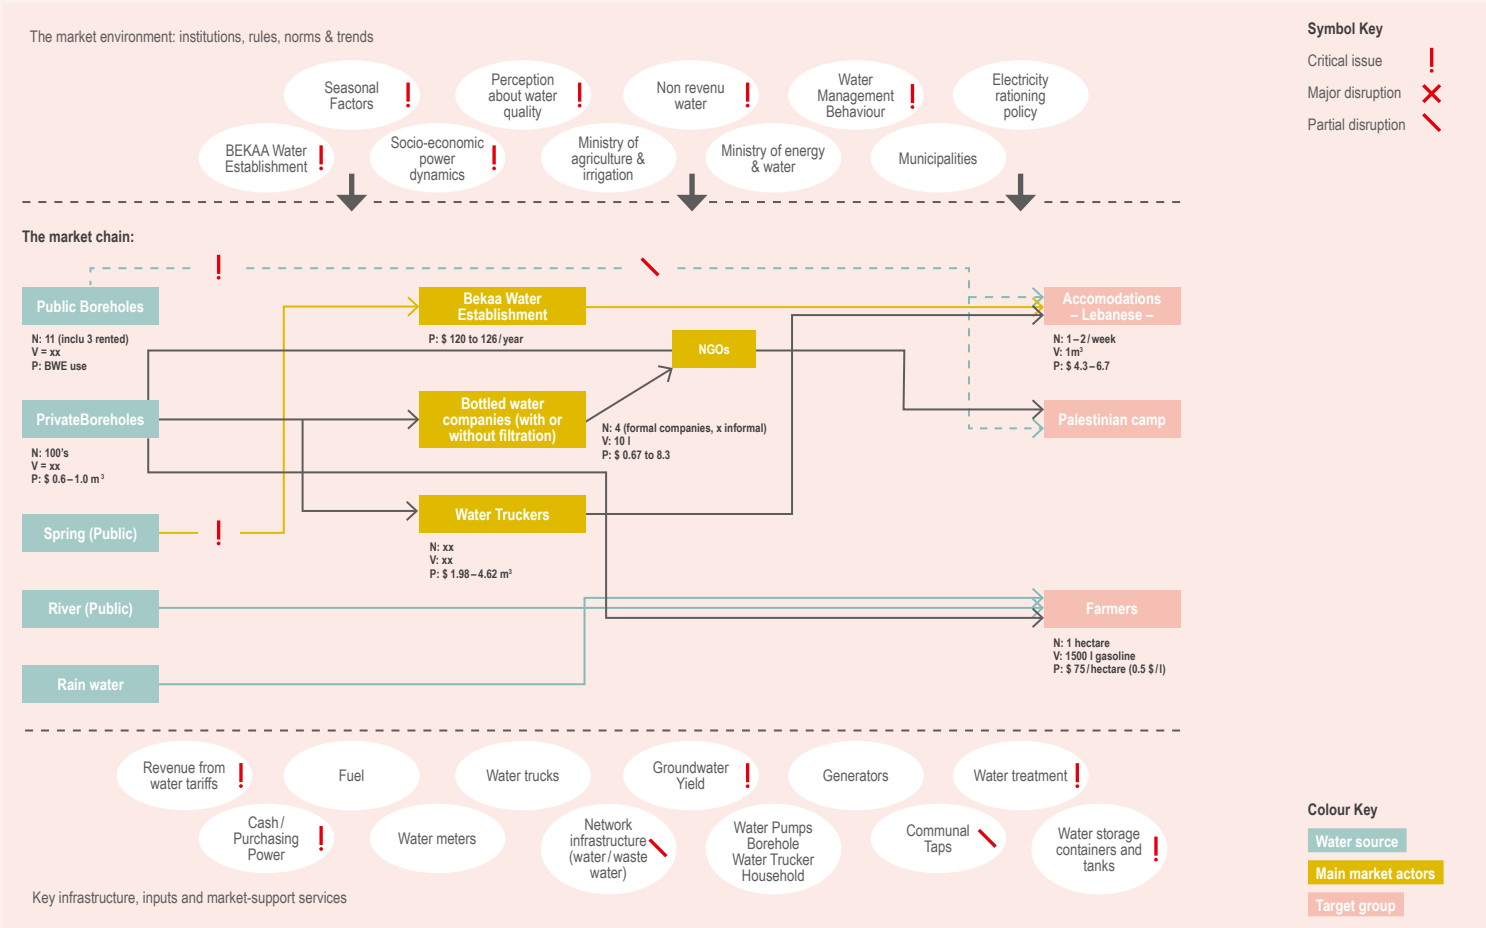 The market environment: institutions, rules, norms & trends
Symbol Key
Critical issue
Major disruption
Partial disruption
Seasonal
Factors
Perception
about water
quality
Non revenu
water
Water
Management
Behaviour
Electricity
rationing
policy
BEKAA Water
Establishment
Socio-economic
power
dynamics
Ministry of
agriculture &
irrigation
Ministry of energy
& water
Municipalities
The market chain:
Public Boreholes
N: 11 (inclu 3 rented)
V = xx
P: BWE use
PrivateBoreholes
N: 100's
V = xx
P: $ 0.6–1.0 m³
Spring (Public)
River (Public)
Rain water
Bekaa Water
Establishment
P: $ 120 to 126/year
NGOs
Bottled water
companies (with or
without filtration)
N: 4 (formal companies, x informal)
V: 10 l
P: $ 0.67 to 8.3
Water Truckers
N: xx
V: xx
P: $ 1.98–4.62 m³
Accomodations
– Lebanese –
N: 1–2/week
V: 1m³
P: $ 4.3–6.7
Palestinian camp
Farmers
N: 1 hectare
V: 1500 l gasoline
P: $ 75/hectare (0.5 $/l)
Revenue from
water tariffs
Fuel
Water trucks
Groundwater
Yield
Generators
Water treatment
Cash/
Purchasing
Power
Water meters
Network
infrastructure
(water/waste
water)
Water Pumps
Borehole
Water Trucker
Household
Communal
Taps
Water storage
containers and
tanks
Key infrastructure, inputs and market-support services
Colour Key
Water source
Main market actors
Target group